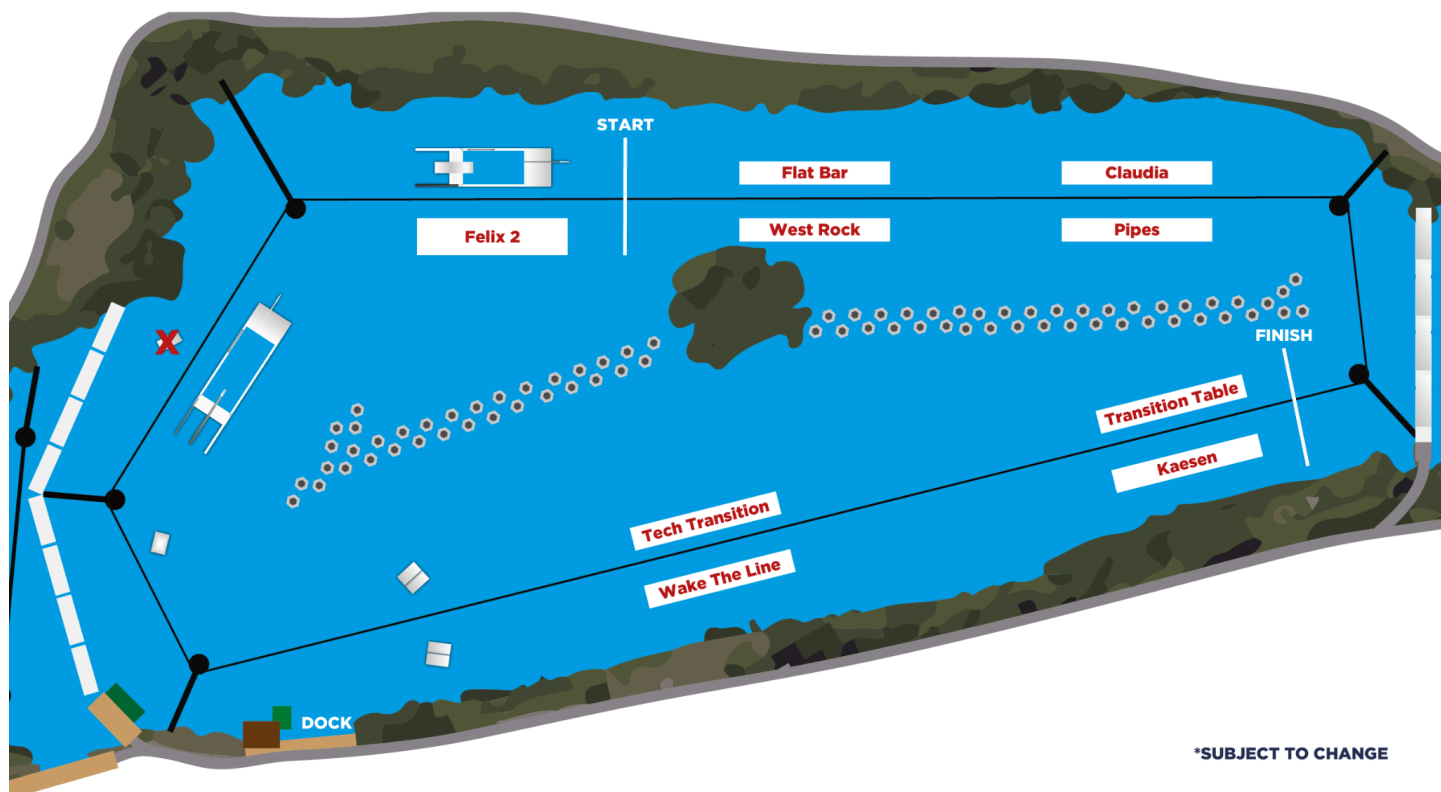 START
Flat Bar
Claudia
Felix 2
West Rock
Pipes
X
FINISH
Transition Table
Kaesen
Tech Transition
Wake The Line
DOCK
*SUBJECT TO CHANGE